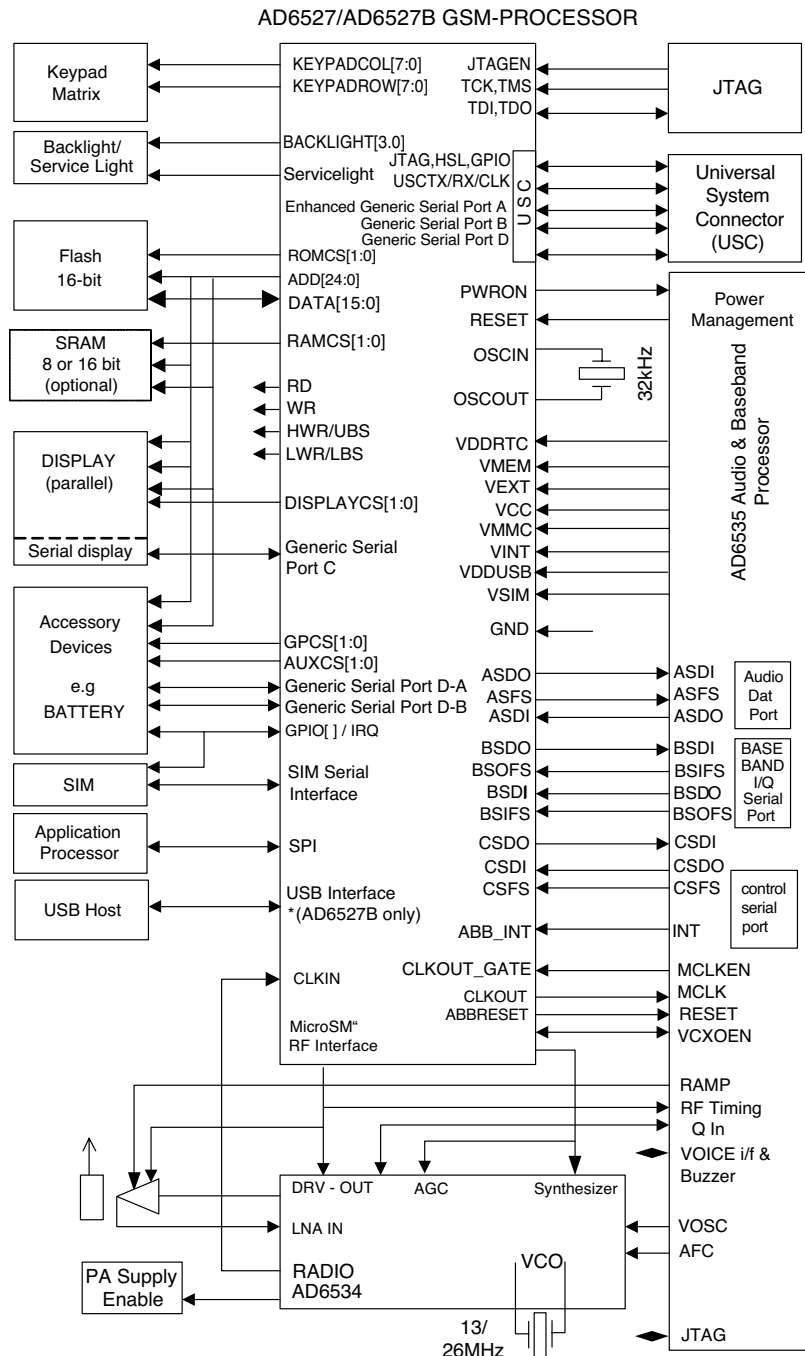 AD6527/AD6527B GSM-PROCESSOR
Keypad
Matrix
KEYPADCOL[7:0]
KEYPADROW[7:0]
JTAGEN
TCK,TMS
TDI,TDO
JTAG
Backlight/
Service Light
BACKLIGHT[3.0]
Servicelight
JTAG,HSL,GPIO
USCTX/RX/CLK
Enhanced Generic Serial Port A
Generic Serial Port B
Generic Serial Port D
USC
Universal
System
Connector
(USC)
Flash
16-bit
ROMCS[1:0]
ADD[24:0]
DATA[15:0]
SRAM
8 or 16 bit
(optional)
RAMCS[1:0]
RD
WR
HWR/UBS
LWR/LBS
PWRON
RESET
OSCIN
OSCOUT
32kHz
Power
Management
AD6535 Audio & Baseband
Processor
DISPLAY
(parallel)
Serial display
DISPLAYCS[1:0]
Generic Serial
Port C
VDDRTC
VMEM
VEXT
VCC
VMMC
VINT
VDDUSB
VSIM
GND
Accessory
Devices
e.g
BATTERY
GPCS[1:0]
AUXCS[1:0]
Generic Serial Port D-A
Generic Serial Port D-B
GPIO[ ] / IRQ
ASDO
ASFS
ASDI
ASDI
ASFS
ASDO
Audio
Dat
Port
SIM
SIM Serial
Interface
BSDO
BSOFS
BSDI
BSIFS
BSDI
BSIFS
BSDO
BSOFS
BASE
BAND
I/Q
Serial
Port
Application
Processor
SPI
CSDO
CSDI
CSFS
CSDI
CSDO
CSFS
control
serial
port
USB Host
USB Interface
*(AD6527B only)
ABB_INT
INT
CLKIN
CLKOUT_GATE
CLKOUT
ABBRESET
MCLKEN
MCLK
RESET
VCXOEN
MicroSM“
RF Interface
RAMP
RF Timing
Q In
VOICE i/f &
Buzzer
DRV - OUT
AGC
Synthesizer
LNA IN
VOSC
AFC
RADIO
AD6534
VCO
PA Supply
Enable
13/
26MHz
JTAG